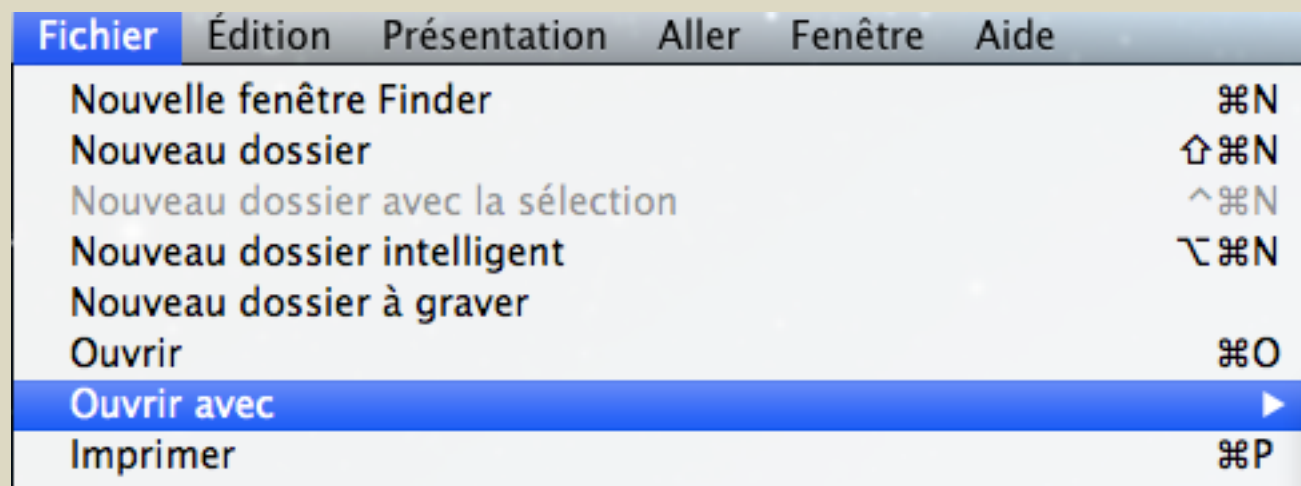 Fichier Édition Présentation Aller Fenêtre Aide
Nouvelle fenêtre Finder ⌘N
Nouveau dossier ⇧⌘N
Nouveau dossier avec la sélection ^⌘N
Nouveau dossier intelligent ⌥⌘N
Nouveau dossier à graver
Ouvrir ⌘O
Ouvrir avec ▶
Imprimer ⌘P